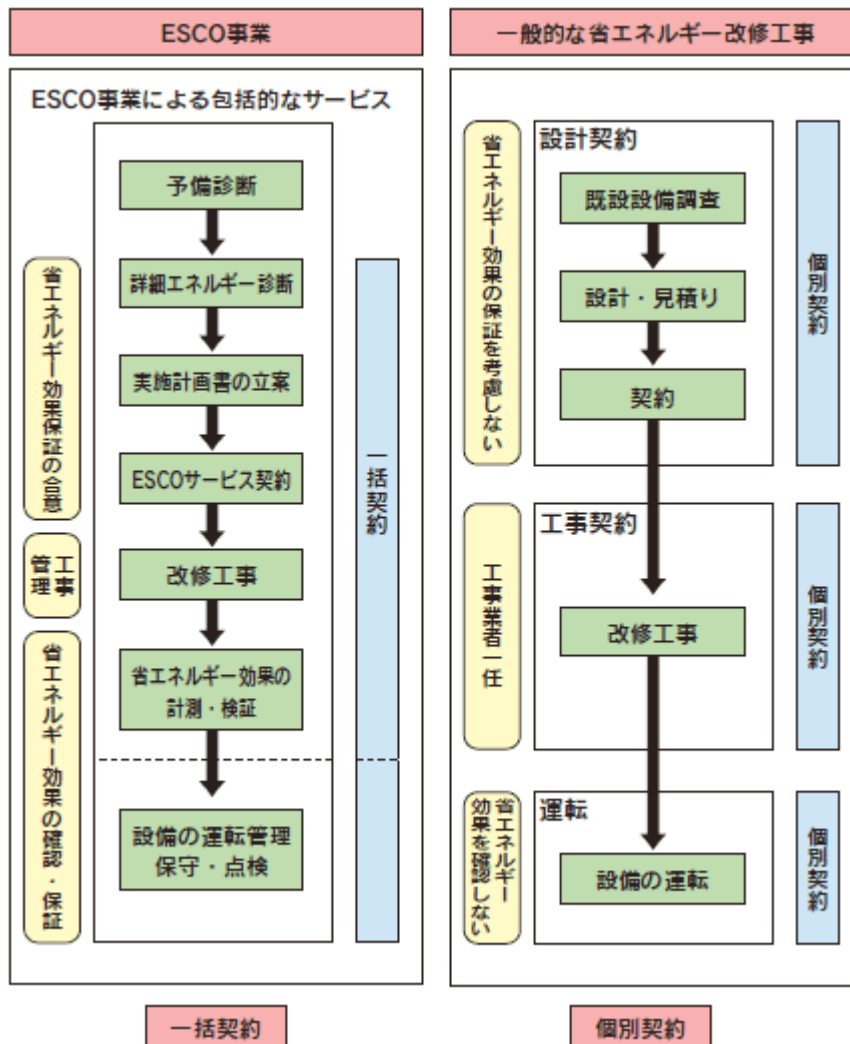 ESCO事業
ESCO事業による包括的なサービス
予備診断
詳細エネルギー診断
実施計画書の立案
ESCOサービス契約
改修工事
省エネルギー効果の
計測・検証
設備の運転管理
保守・点検
省エネルギー効果保証の合意
工事
管理
省エネルギー効果の確認・保証
一括契約
一括契約
一般的な省エネルギー改修工事
省エネルギー効果の保証を考慮しない
設計契約
既設設備調査
設計・見積り
契約
個別契約
工事業者一任
工事契約
改修工事
個別契約
省エネルギー
効果を確認しない
運転
設備の運転
個別契約
個別契約